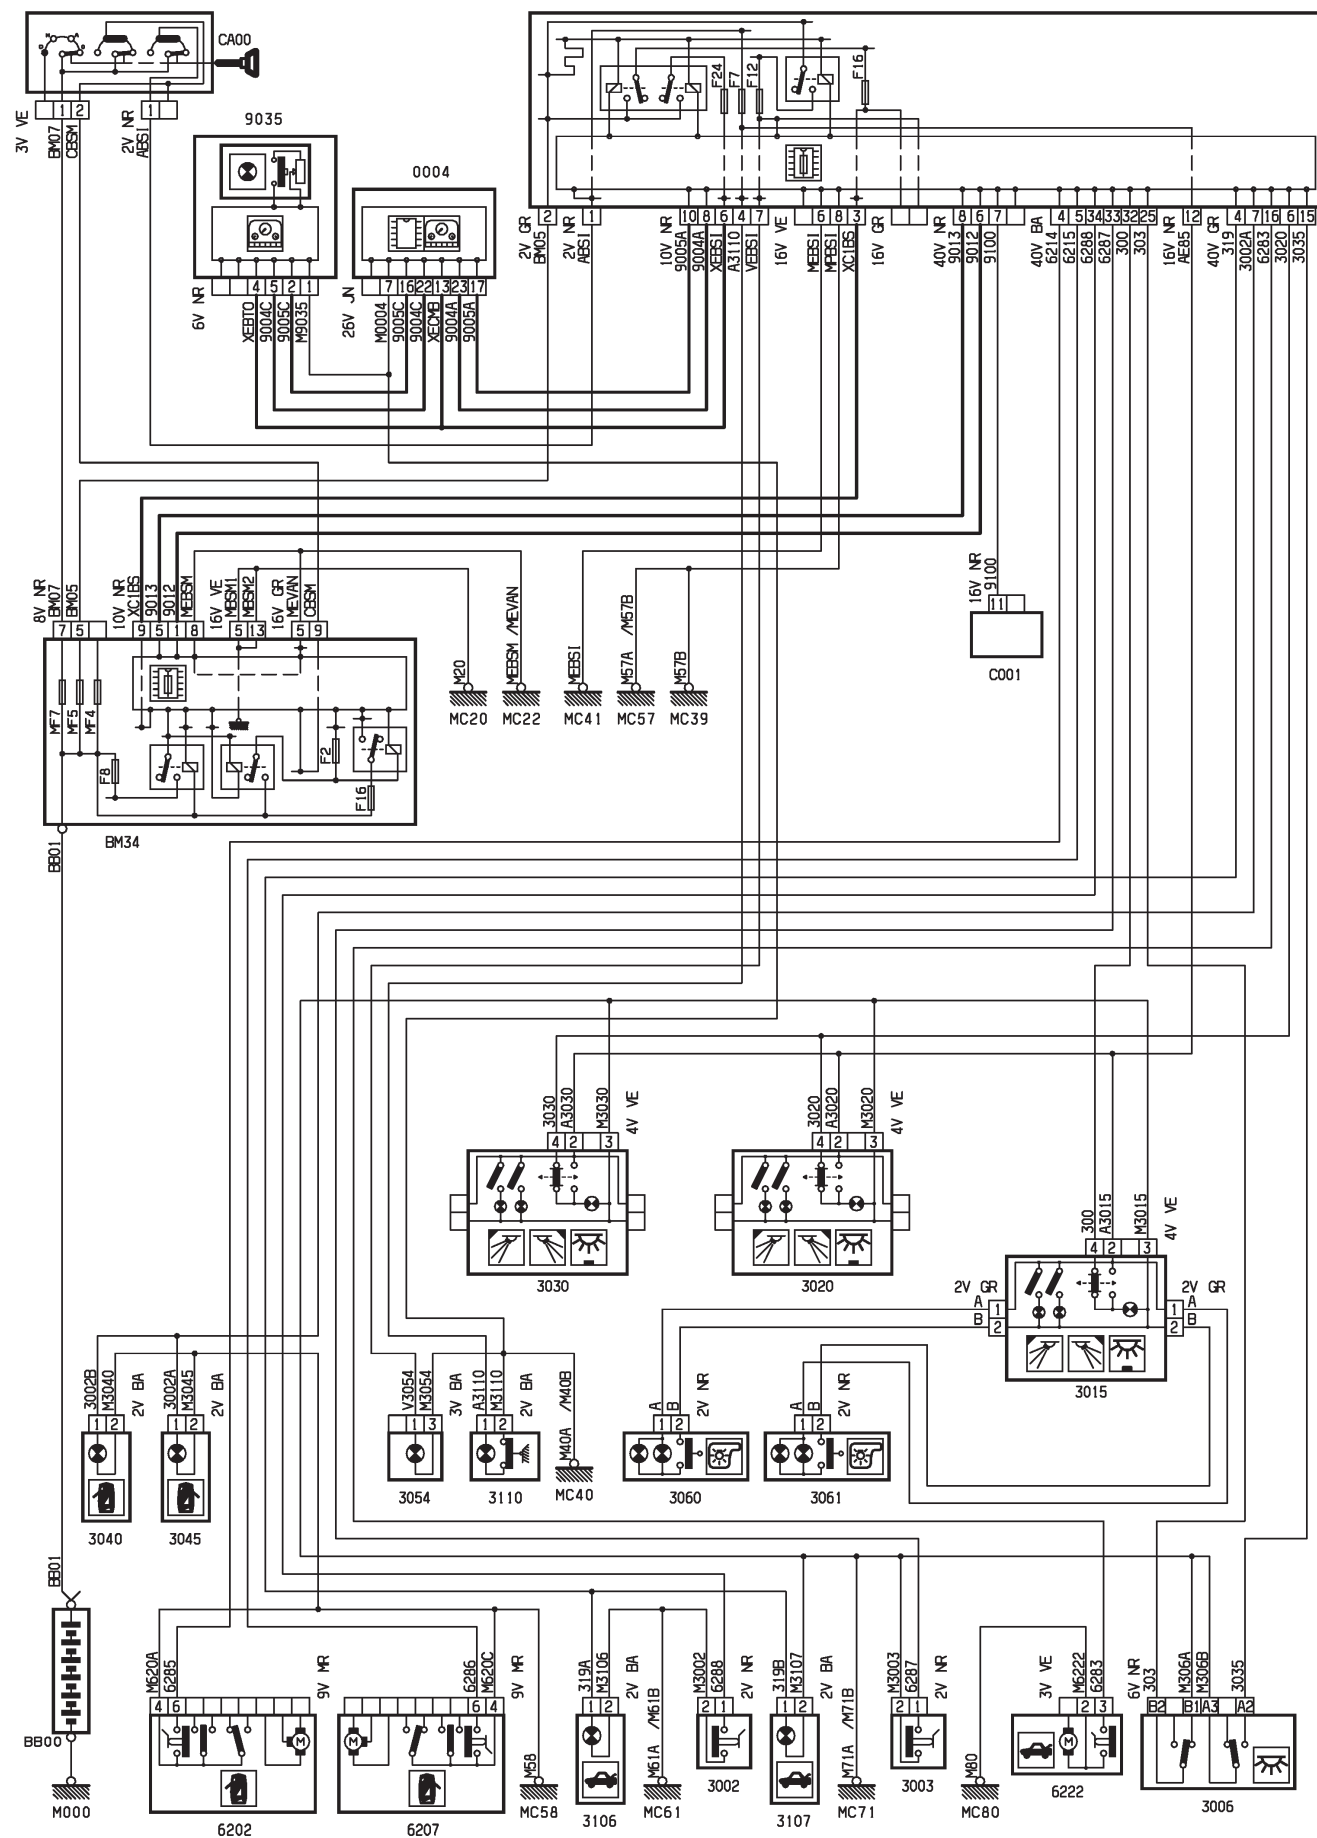 N A
D S
CA00
3V VE
1 2
BM07
CBSM
2V NR
1
ABSI
9035
6V NR
4 5 2 1
XEBTO
9004C
9005C
M9035
0004
26V JN
7 16 22 13 23 17
M0004
9005C
9004C
XECMB
9004A
9005A
F24
F7
F12
F16
2V GR
2
BM05
2V NR
1
ABSI
10V NR
10 8 6 4 7
9005A
9004A
XEBSI
A3110
VEBSI
16V VE
6 8 3
MEBSI
MPBSI
XC1BS
16V GR
40V NR
8 6 7
9013
9012
9100
40V BA
4 5 34 33 32 25
6214
6215
6288
6287
300
303
16V NR
12
AE85
40V GR
4 7 16 6 15
319
3002A
6283
3020
3035
8V NR
BM07
BM05
7 5
10V NR
XC1BS
9013
9012
MEBSM
9 5 1 8
16V VE
MBSM1
MBSM2
5 13
16V GR
MEVAN
CBSM
5 9
MF7
MF5
MF4
F8
F2
F16
BM34
BB01
M20
MC20
MEBSM /MEVAN
MC22
MEBSI
MC41
M57A /M57B
MC57
M57B
MC39
16V NR
9100
11
C001
3030
A3030
M3030
4V VE
4 2 3
3030
3020
A3020
M3020
4V VE
4 2 3
3020
300
A3015
M3015
4V VE
4 2 3
2V GR
A
B
1
2
2V GR
A
B
1
2
3015
3002B
M3040
2V BA
1 2
3040
3002A
M3045
2V BA
1 2
3045
V3054
M3054
3V BA
1 3
3054
A3110
M3110
2V BA
1 2
3110
M40A /M40B
MC40
A
B
2V NR
1 2
3060
A
B
2V NR
1 2
3061
BB01
BB00
M000
M620A
6285
9V MR
4 6
M
6202
6286
M620C
9V MR
6 4
M
6207
M58
MC58
319A
M3106
2V BA
1 2
3106
M61A /M61B
MC61
M3002
6288
2V NR
2 1
3002
319B
M3107
2V BA
1 2
3107
M71A /M71B
MC71
M3003
6287
2V NR
2 1
3003
M80
MC80
3V VE
M6222
6283
2 3
M
6222
6V NR
303
M306A
M306B
3035
B2 B1 A3 A2
3006